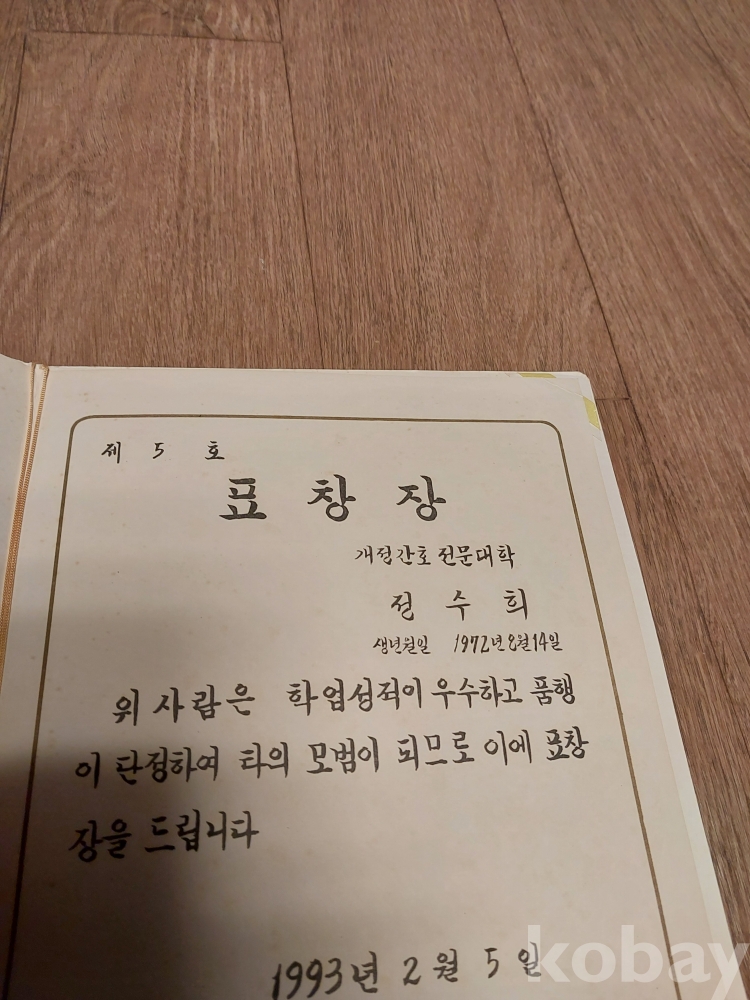 제 5 호
표 창 장
개정간호전문대학
전 수 희
생년월일 1972년 8월 14일
위 사람은 학업성적이 우수하고 품행
이 단정하여 타의 모범이 되므로 이에 표창
장을 드립니다
1993년 2월 5일
kobay